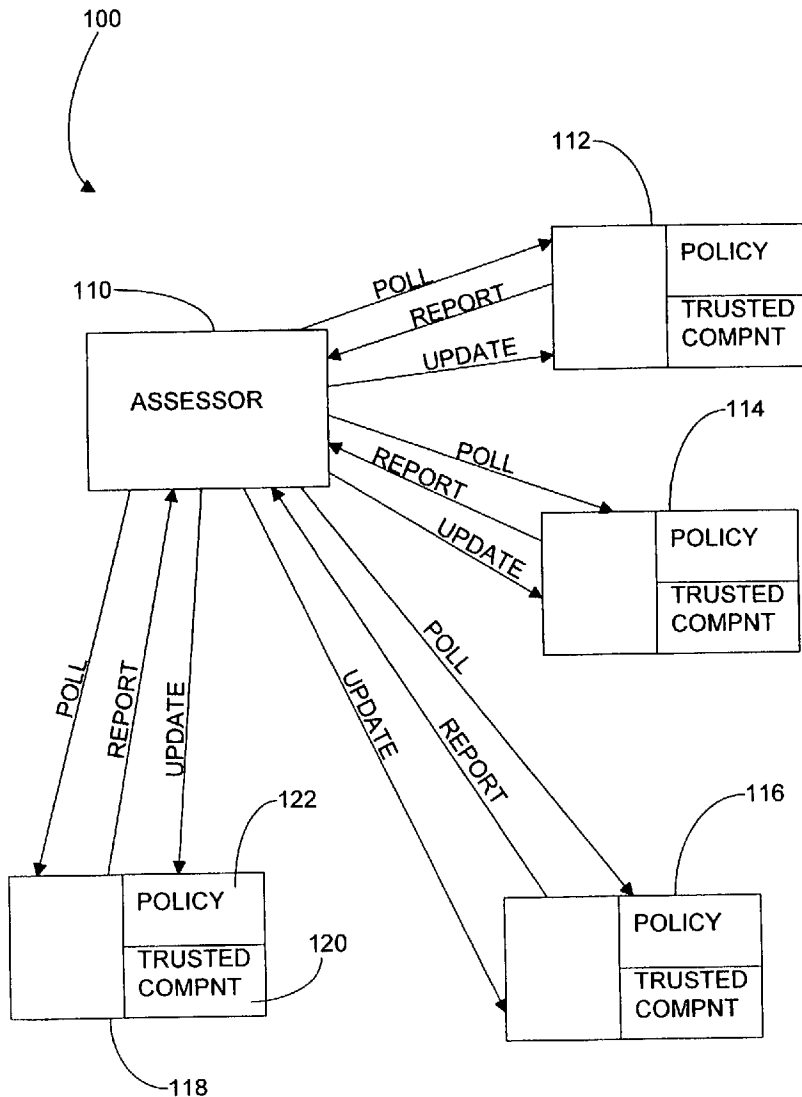 100
112
POLICY
TRUSTED
COMPNT
110
POLL
REPORT
UPDATE
ASSESSOR
114
POLL
REPORT
UPDATE
POLICY
TRUSTED
COMPNT
POLL
REPORT
UPDATE
UPDATE
REPORT
POLL
122
116
POLICY
120
TRUSTED
COMPNT
POLICY
TRUSTED
COMPNT
118